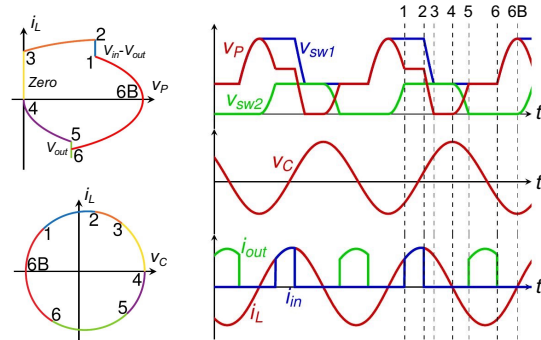 i_L
2
3
1
V_in-V_out
Zero
6B
v_P
4
5
V_out
6
i_L
1
2
3
v_C
6B
4
6
5
1 2 3 4 5 6 6B
v_P
v_sw1
v_sw2
t
v_C
t
i_out
i_in
i_L
t